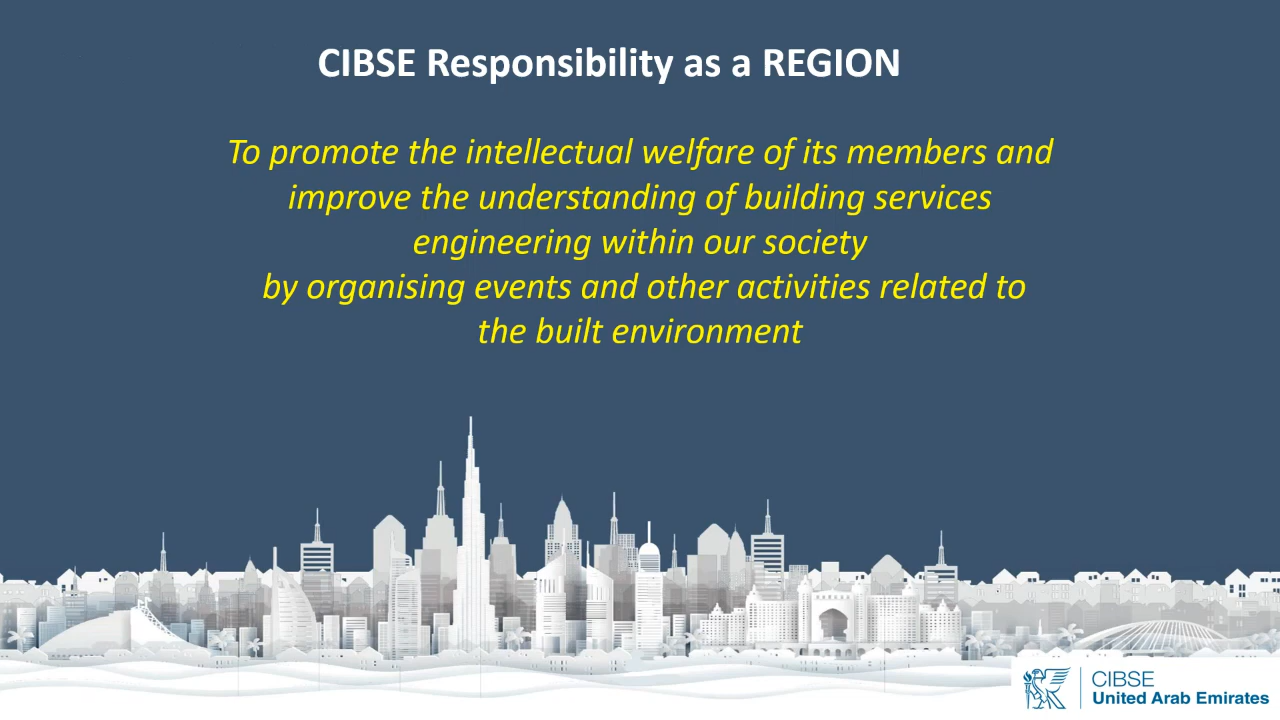 CIBSE Responsibility as a REGION
To promote the intellectual welfare of its members and
improve the understanding of building services
engineering within our society
by organising events and other activities related to
the built environment
CIBSE
United Arab Emirates